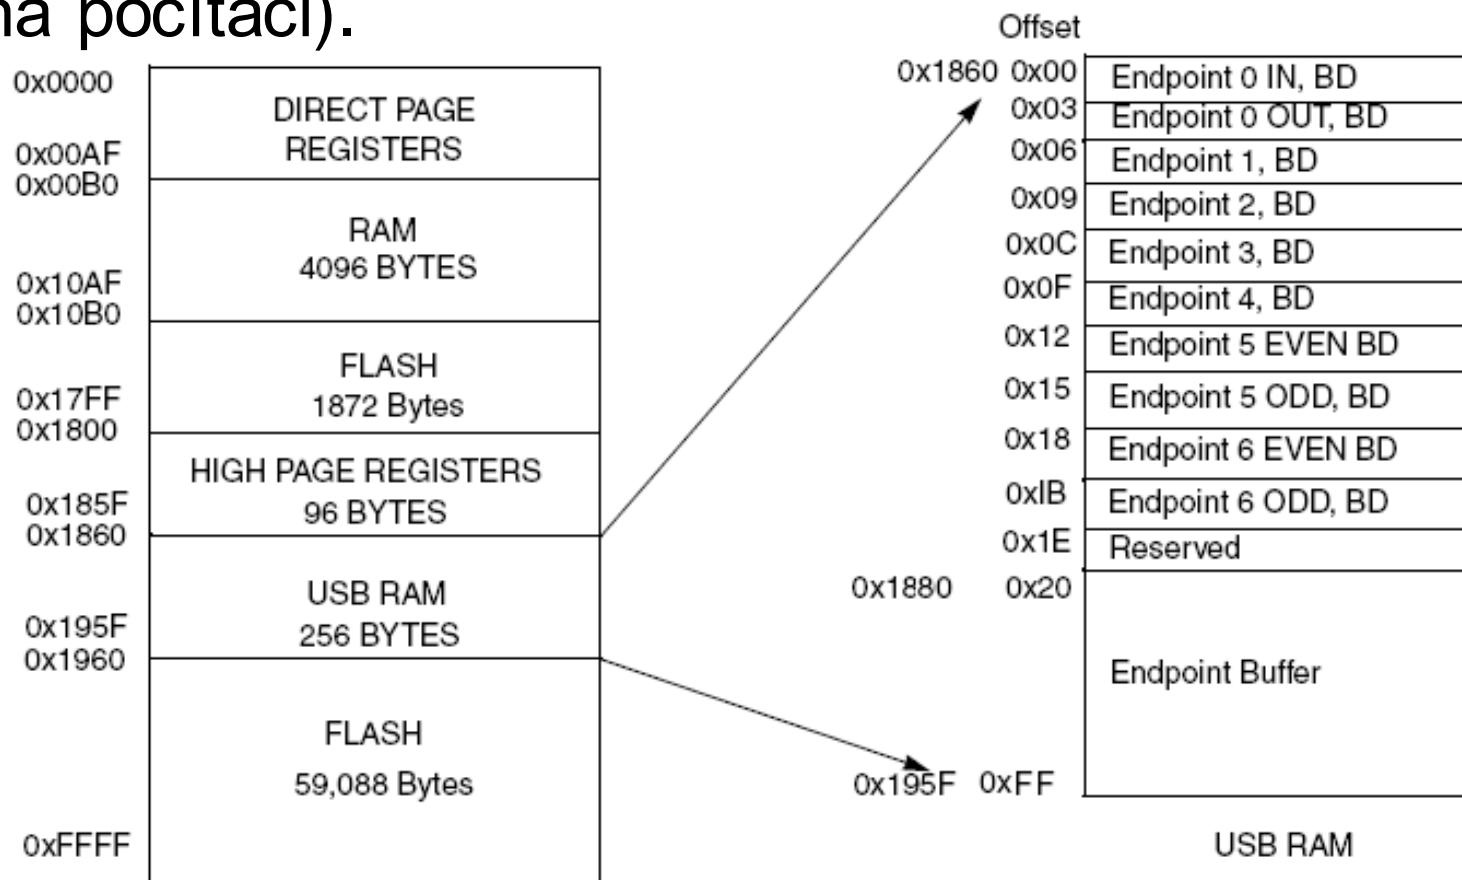 na pocítaci).
0x0000
DIRECT PAGE
REGISTERS
0x00AF
0x00B0
RAM
4096 BYTES
0x10AF
0x10B0
FLASH
1872 Bytes
0x17FF
0x1800
HIGH PAGE REGISTERS
96 BYTES
0x185F
0x1860
USB RAM
256 BYTES
0x195F
0x1960
FLASH
59,088 Bytes
0xFFFF
Offset
0x1860 0x00 Endpoint 0 IN, BD
0x03 Endpoint 0 OUT, BD
0x06 Endpoint 1, BD
0x09 Endpoint 2, BD
0x0C Endpoint 3, BD
0x0F Endpoint 4, BD
0x12 Endpoint 5 EVEN BD
0x15 Endpoint 5 ODD, BD
0x18 Endpoint 6 EVEN BD
0xIB Endpoint 6 ODD, BD
0x1E Reserved
0x1880 0x20
Endpoint Buffer
0x195F 0xFF
USB RAM